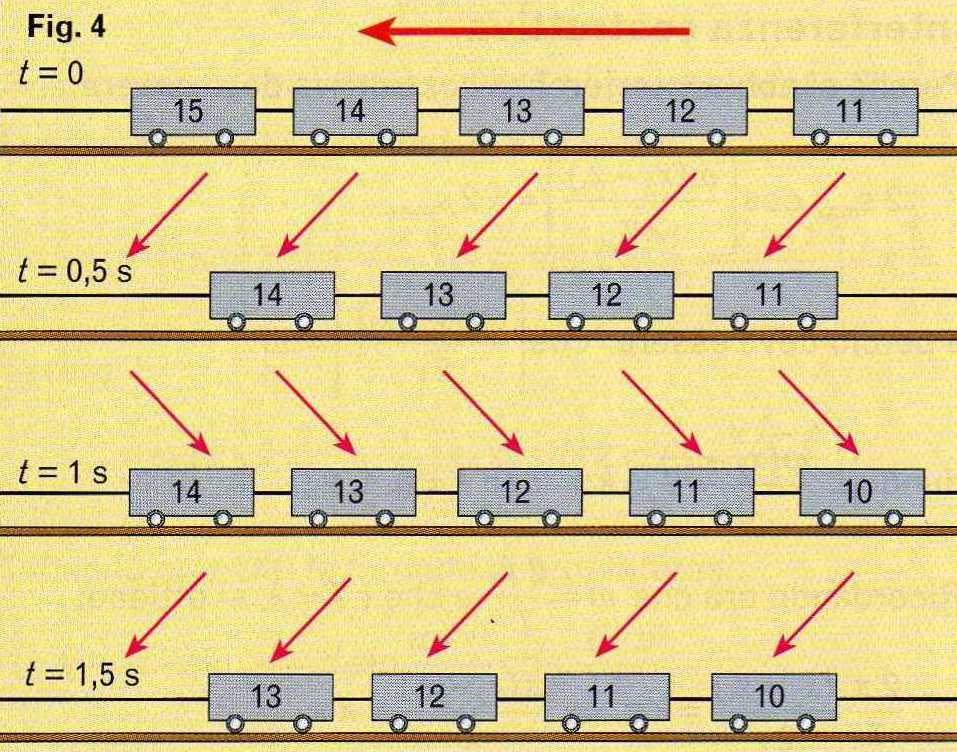 Fig. 4
t = 0
15 14 13 12 11
t = 0,5 s
14 13 12 11
t = 1 s
14 13 12 11 10
t = 1,5 s
13 12 11 10